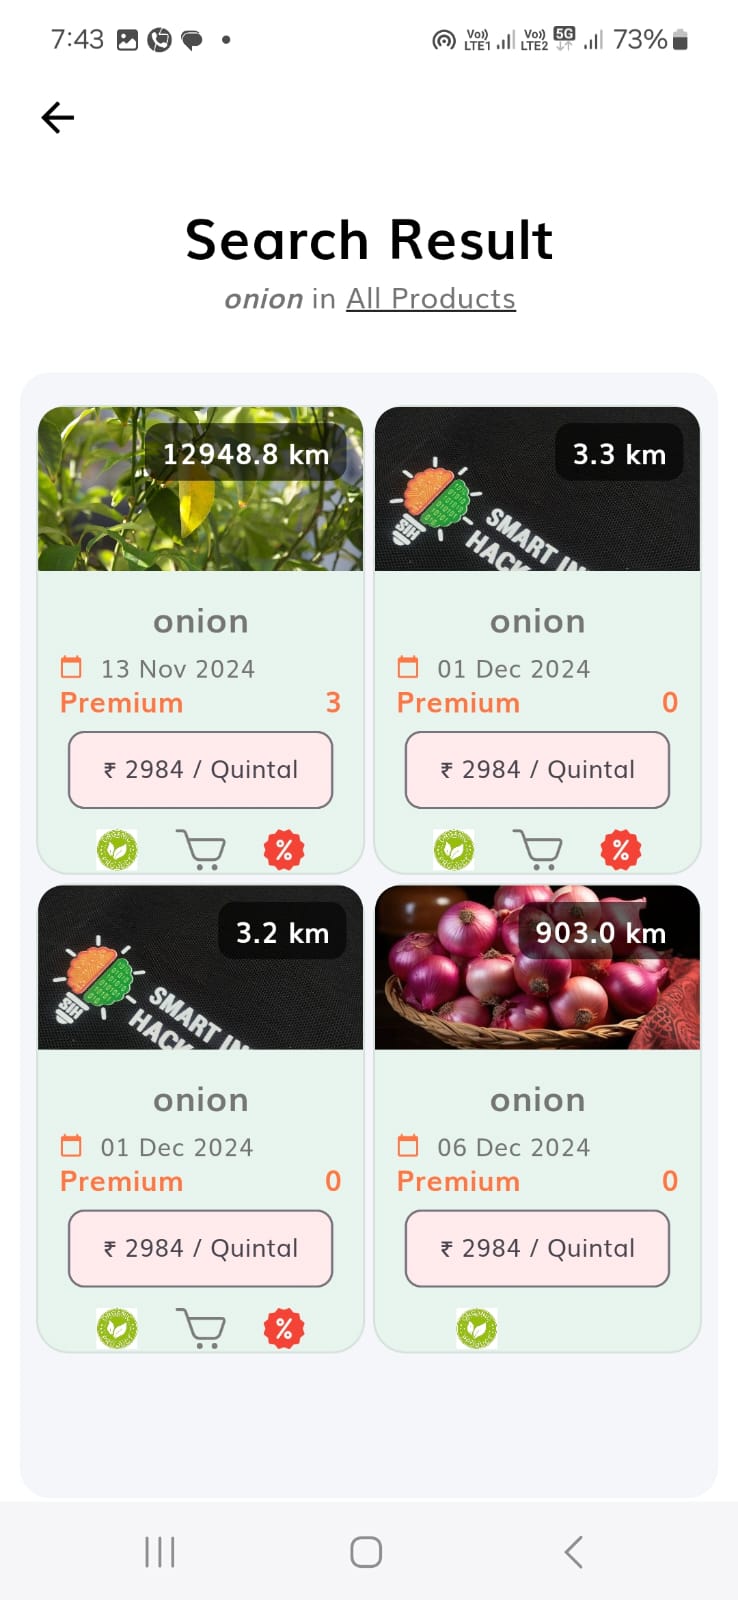 7:43
Vo)) LTE1 Vo)) LTE2 5G 73%
Search Result
onion in All Products
12948.8 km
onion
13 Nov 2024
Premium 3
₹ 2984 / Quintal
%
3.3 km
SIH
SMART IN
HACK
onion
01 Dec 2024
Premium 0
₹ 2984 / Quintal
%
3.2 km
SIH
SMART IN
HACK
onion
01 Dec 2024
Premium 0
₹ 2984 / Quintal
%
903.0 km
onion
06 Dec 2024
Premium 0
₹ 2984 / Quintal